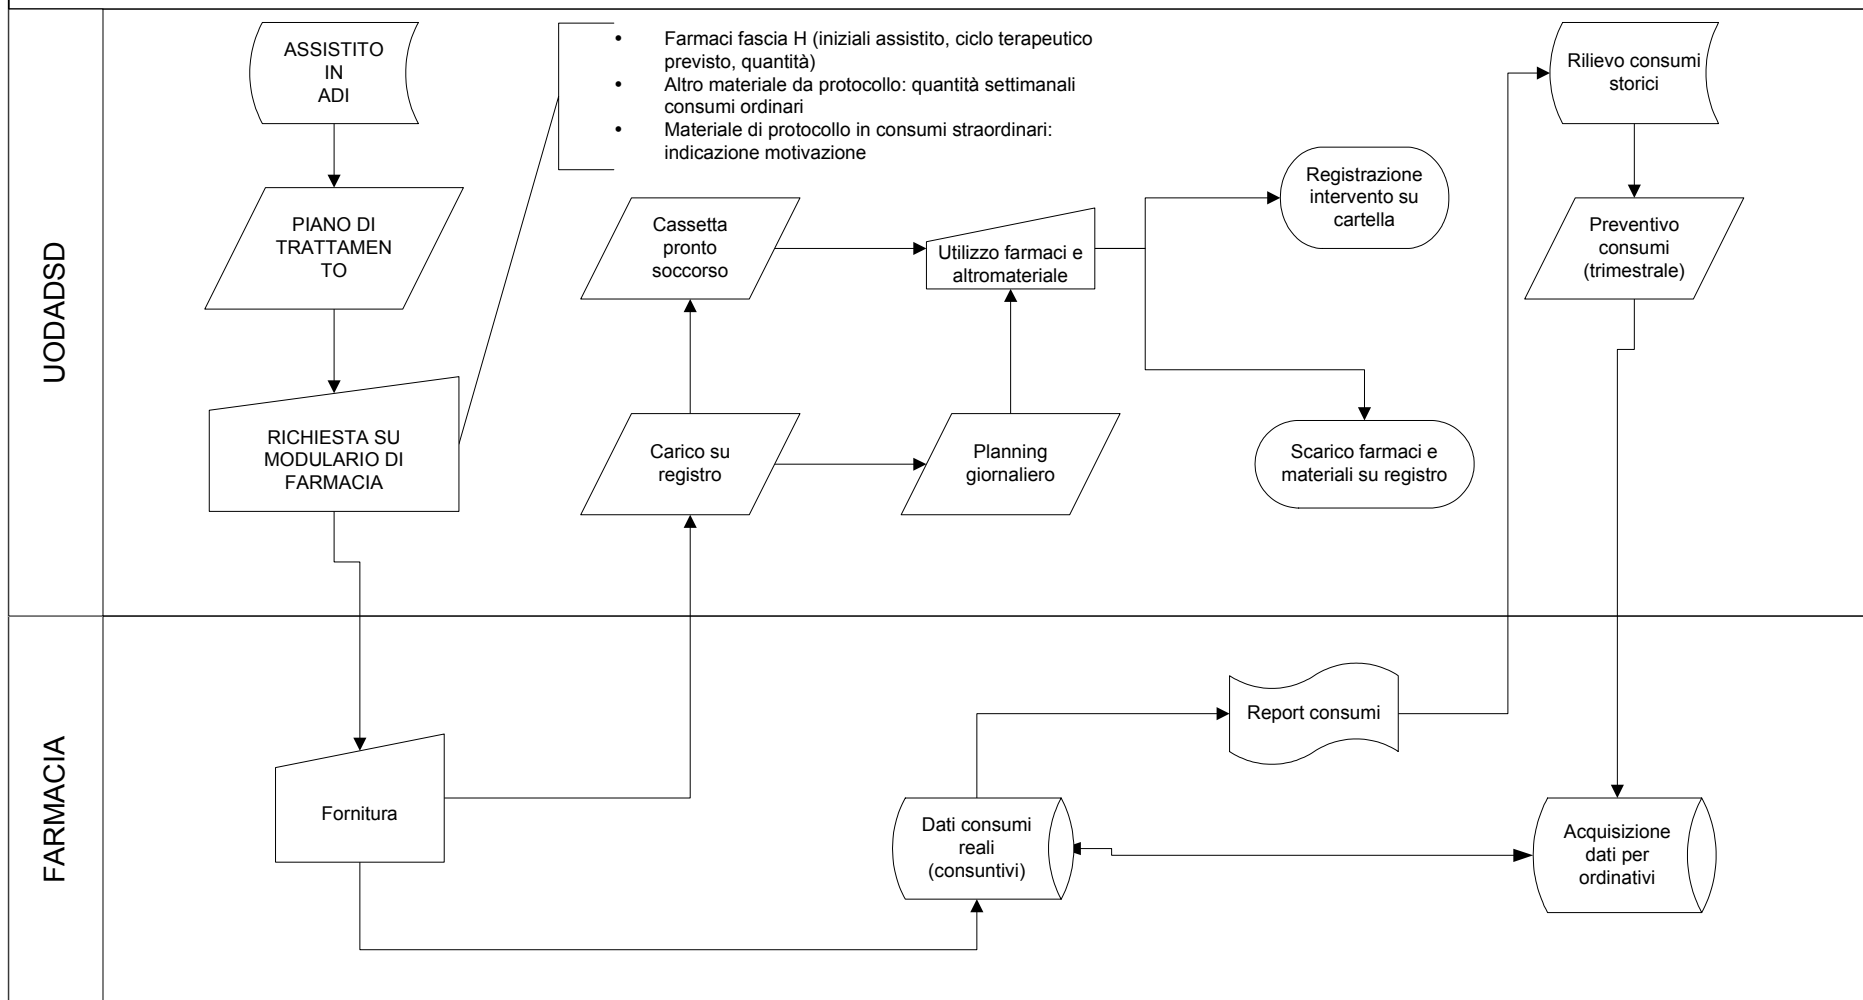 UODADSD
ASSISTITO
IN
ADI
PIANO DI
TRATTAMEN
TO
RICHIESTA SU
MODULARIO DI
FARMACIA
• Farmaci fascia H (iniziali assistito, ciclo terapeutico
previsto, quantità)
• Altro materiale da protocollo: quantità settimanali
consumi ordinari
• Materiale di protocollo in consumi straordinari:
indicazione motivazione
Cassetta
pronto
soccorso
Utilizzo farmaci e
altromateriale
Registrazione
intervento su
cartella
Carico su
registro
Planning
giornaliero
Scarico farmaci e
materiali su registro
Rilievo consumi
storici
Preventivo
consumi
(trimestrale)
FARMACIA
Fornitura
Dati consumi
reali
(consuntivi)
Report consumi
Acquisizione
dati per
ordinativi